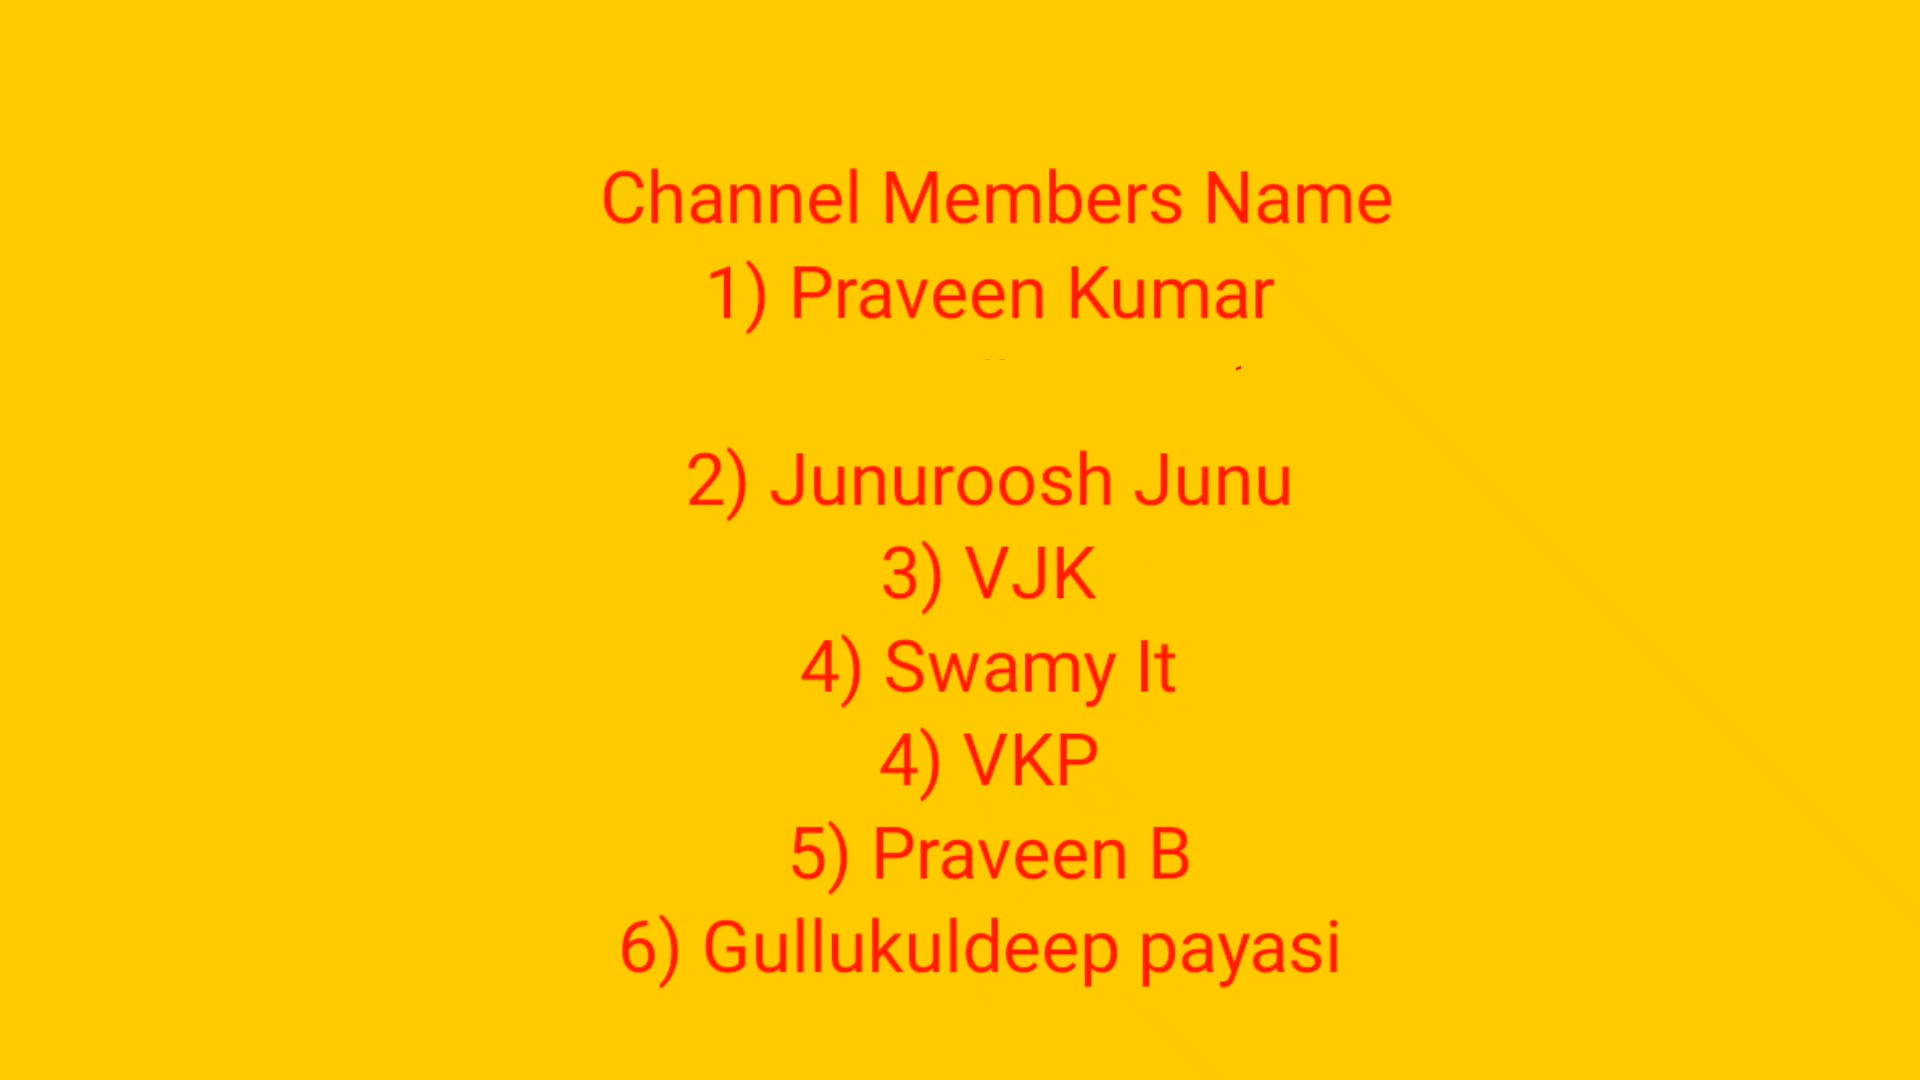 Channel Members Name
1) Praveen Kumar
2) Junuroosh Junu
3) VJK
4) Swamy It
4) VKP
5) Praveen B
6) Gullukuldeep payasi